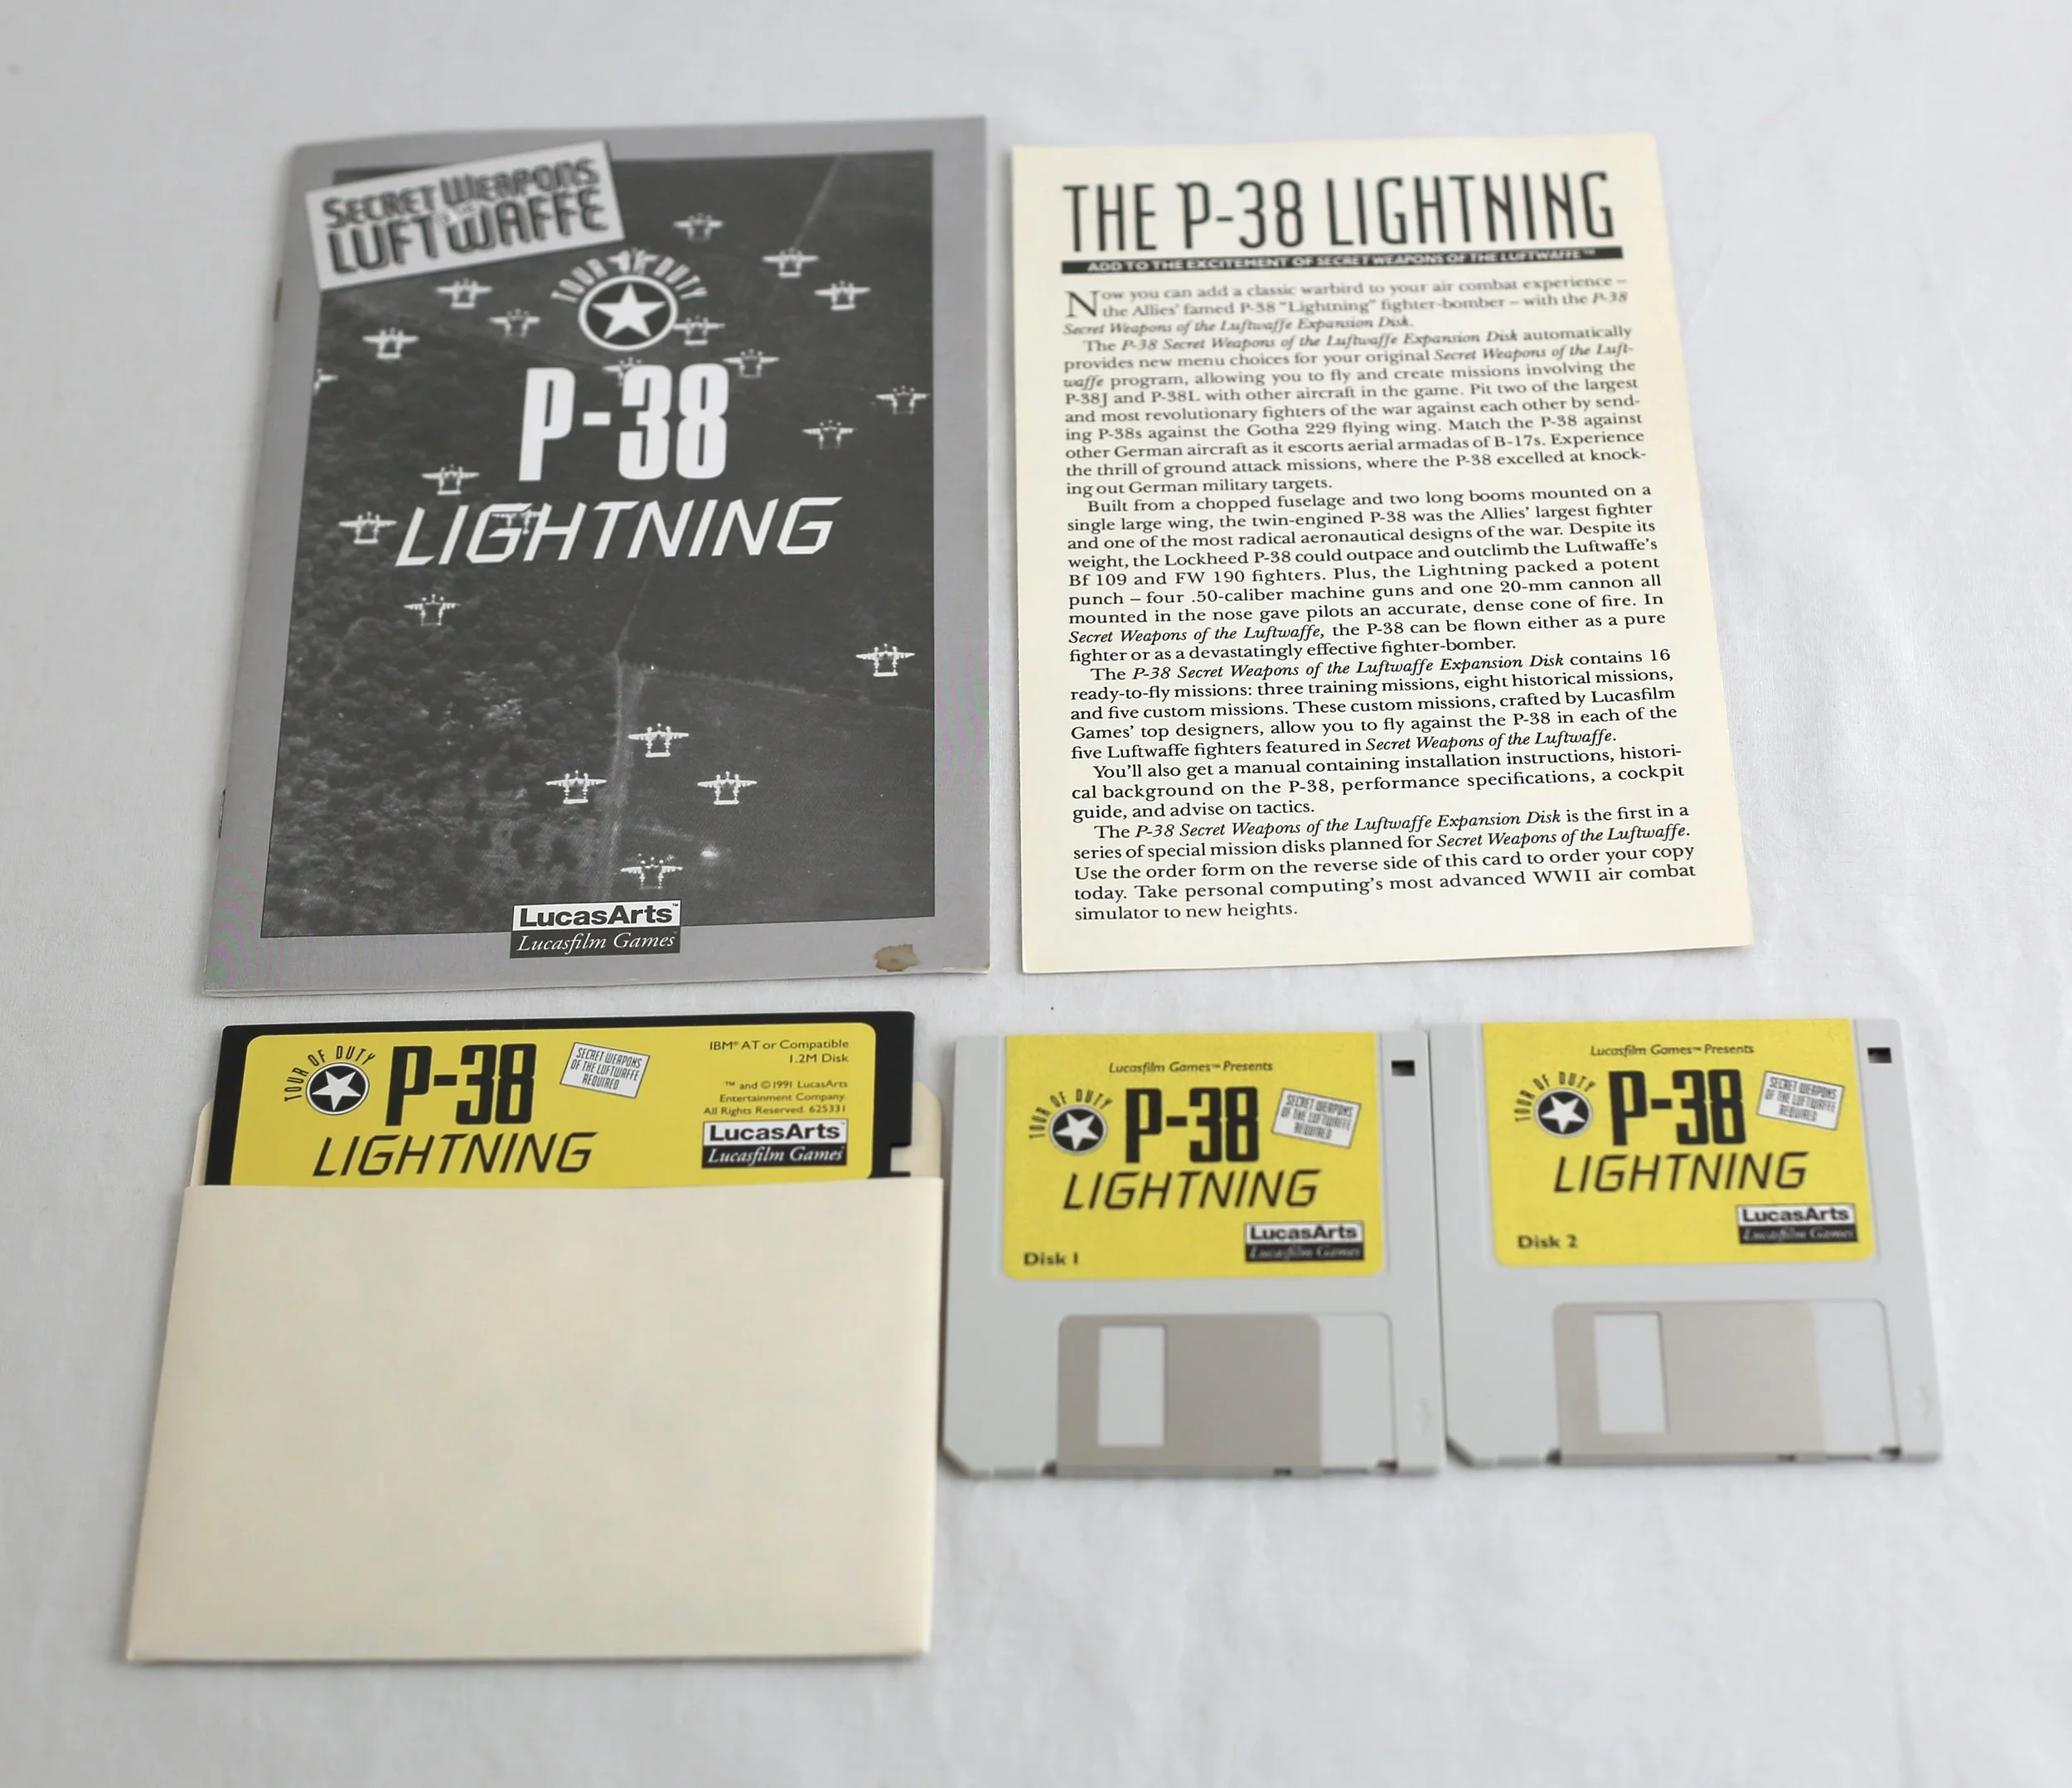 SECRET WEAPONS
OF THE
LUFTWAFFE
TOUR OF DUTY
P-38
LIGHTNING
LucasArts™
Lucasfilm Games™
THE P-38 LIGHTNING
ADD TO THE EXCITEMENT OF SECRET WEAPONS OF THE LUFTWAFFE™
Now you can add a classic warbird to your air combat experience –
the Allies' famed P-38 "Lightning" fighter-bomber – with the P-38
Secret Weapons of the Luftwaffe Expansion Disk.
The P-38 Secret Weapons of the Luftwaffe Expansion Disk automatically
provides new menu choices for your original Secret Weapons of the Luft-
waffe program, allowing you to fly and create missions involving the
P-38J and P-38L with other aircraft in the game. Pit two of the largest
and most revolutionary fighters of the war against each other by send-
ing P-38s against the Gotha 229 flying wing. Match the P-38 against
other German aircraft as it escorts aerial armadas of B-17s. Experience
the thrill of ground attack missions, where the P-38 excelled at knock-
ing out German military targets.
Built from a chopped fuselage and two long booms mounted on a
single large wing, the twin-engined P-38 was the Allies' largest fighter
and one of the most radical aeronautical designs of the war. Despite its
weight, the Lockheed P-38 could outpace and outclimb the Luftwaffe's
Bf 109 and FW 190 fighters. Plus, the Lightning packed a potent
punch – four .50-caliber machine guns and one 20-mm cannon all
mounted in the nose gave pilots an accurate, dense cone of fire. In
Secret Weapons of the Luftwaffe, the P-38 can be flown either as a pure
fighter or as a devastatingly effective fighter-bomber.
The P-38 Secret Weapons of the Luftwaffe Expansion Disk contains 16
ready-to-fly missions: three training missions, eight historical missions,
and five custom missions. These custom missions, crafted by Lucasfilm
Games' top designers, allow you to fly against the P-38 in each of the
five Luftwaffe fighters featured in Secret Weapons of the Luftwaffe.
You'll also get a manual containing installation instructions, histori-
cal background on the P-38, performance specifications, a cockpit
guide, and advise on tactics.
The P-38 Secret Weapons of the Luftwaffe Expansion Disk is the first in a
series of special mission disks planned for Secret Weapons of the Luftwaffe.
Use the order form on the reverse side of this card to order your copy
today. Take personal computing's most advanced WWII air combat
simulator to new heights.
TOUR OF DUTY
P-38
LIGHTNING
SECRET WEAPONS
OF THE LUFTWAFFE
REQUIRED
IBM® AT or Compatible
1.2M Disk
™ and © 1991 LucasArts
Entertainment Company.
All Rights Reserved. 625331
LucasArts™
Lucasfilm Games™
Lucasfilm Games™ Presents
TOUR OF DUTY
P-38
LIGHTNING
SECRET WEAPONS
OF THE LUFTWAFFE
REQUIRED
Disk 1
LucasArts
Lucasfilm Games
Lucasfilm Games™ Presents
TOUR OF DUTY
P-38
LIGHTNING
SECRET WEAPONS
OF THE LUFTWAFFE
REQUIRED
Disk 2
LucasArts
Lucasfilm Games